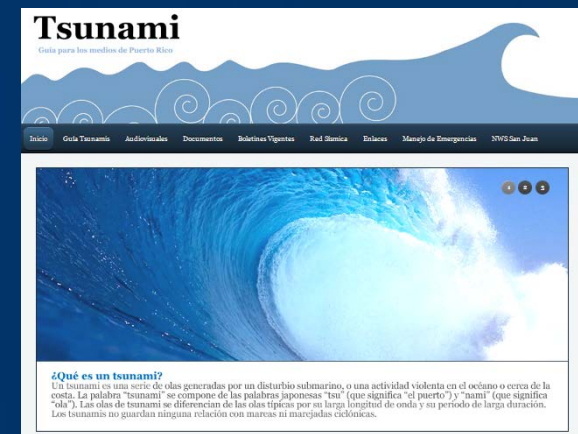 Tsunami
Guía para los medios de Puerto Rico
Inicio Guía Tsunamis Audiovisuales Documentos Boletines Vigentes Red Sísmica Enlaces Manejo de Emergencias NWS San Juan
1 2 3
¿Qué es un tsunami?
Un tsunami es una serie de olas generadas por un disturbio submarino, o una actividad violenta en el océano o cerca de la
costa. La palabra "tsunami" se compone de las palabras japonesas "tsu" (que significa "el puerto") y "nami" (que significa
"ola"). Las olas de tsunami se diferencian de las olas típicas por su larga longitud de onda y su periodo de larga duración.
Los tsunamis no guardan ninguna relación con mareas ni marejadas ciclónicas.